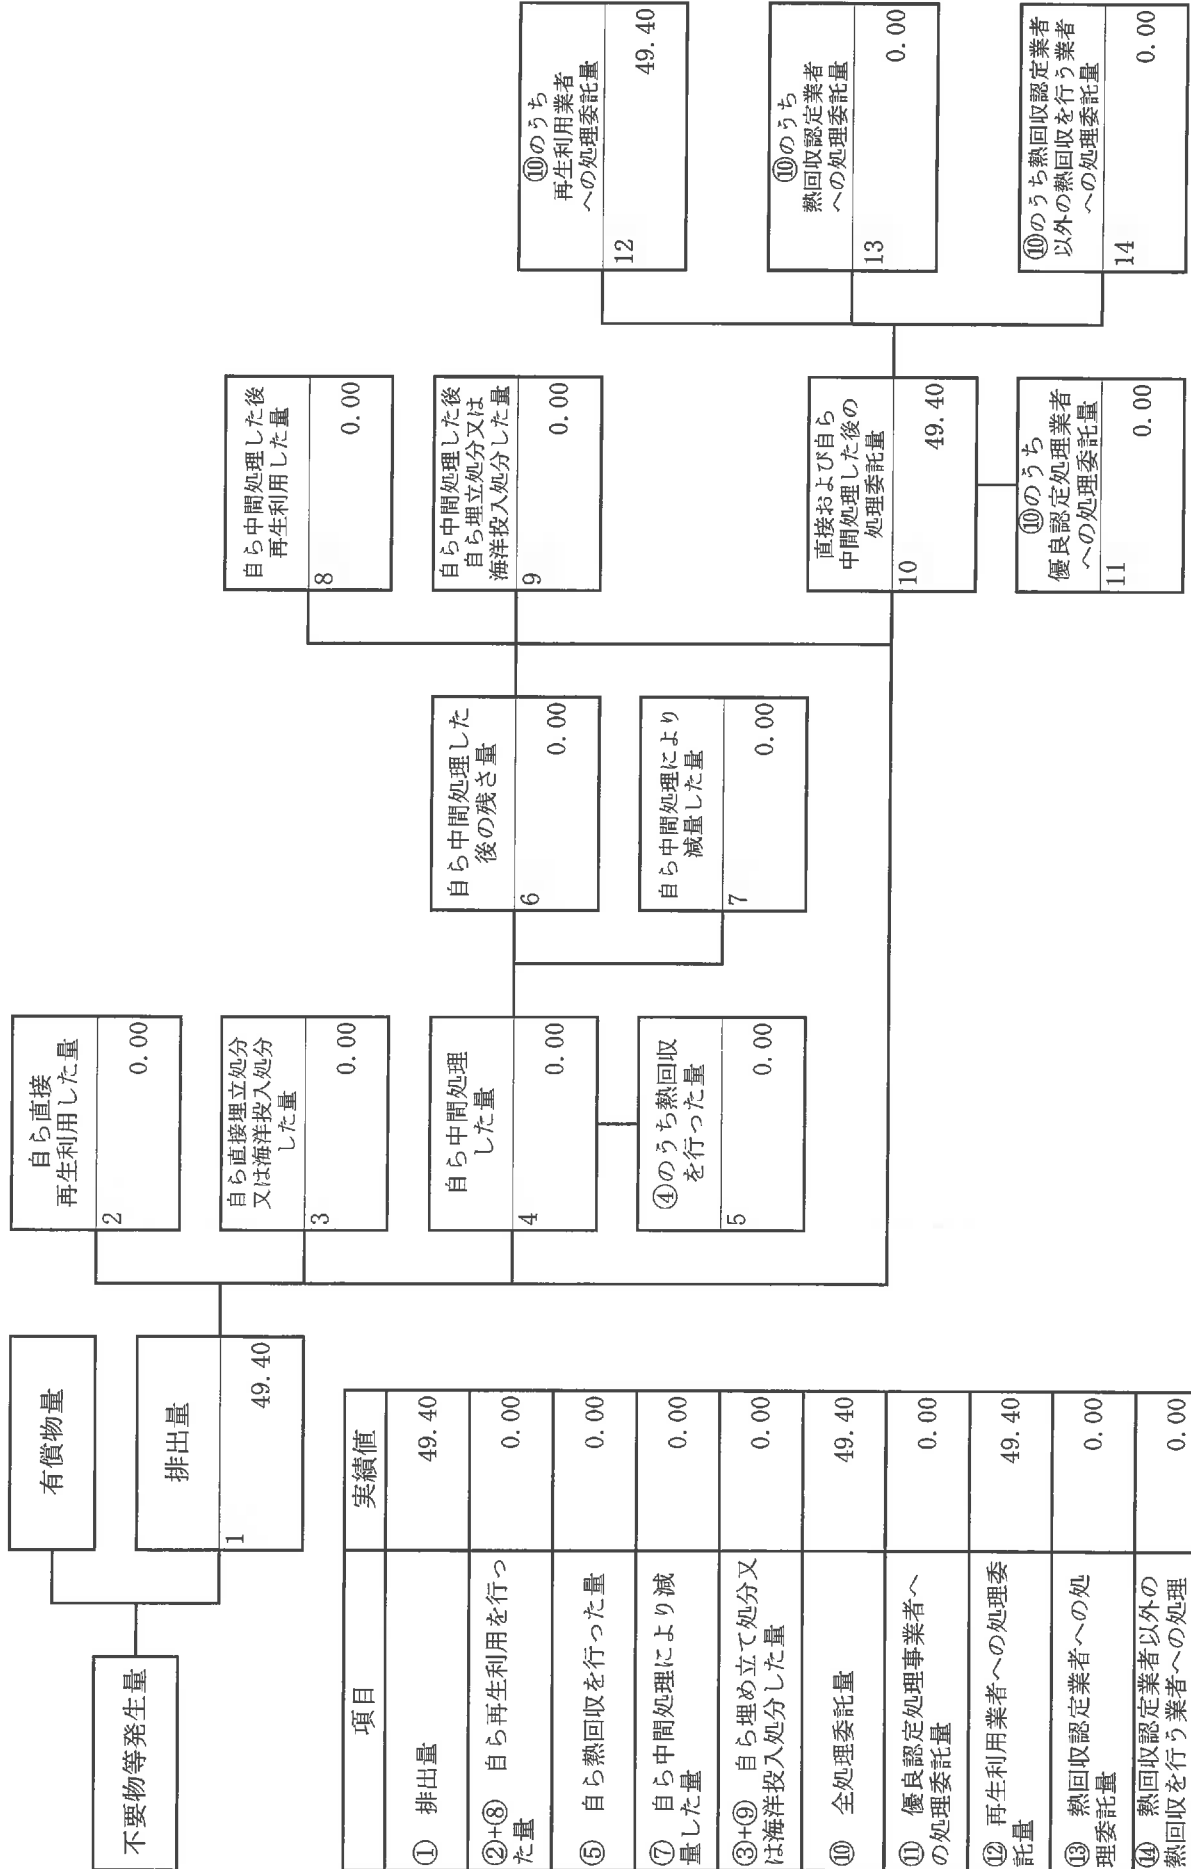 不要物等発生量
有償物量
排出量
1
49.40
自ら直接
再生利用した量
2
0.00
自ら直接埋立処分
又は海洋投入処分
した量
3
0.00
自ら中間処理
した量
4
0.00
④のうち熱回収
を行った量
5
0.00
自ら中間処理した
後の残さ量
6
0.00
自ら中間処理により
減量した量
7
0.00
自ら中間処理した後
再生利用した量
8
0.00
自ら中間処理した後
自ら埋立処分又は
海洋投入処分した量
9
0.00
直接および自ら
中間処理した後の
処理委託量
10
49.40
⑩のうち
優良認定処理業者
への処理委託量
11
0.00
⑩のうち
再生利用業者
への処理委託量
12
49.40
⑩のうち
熱回収認定業者
への処理委託量
13
0.00
⑩のうち熱回収認定業者
以外の熱回収を行う業者
への処理委託量
14
0.00
項目 実績値
① 排出量 49.40
②+⑧ 自ら再生利用を行っ
た量 0.00
⑤ 自ら熱回収を行った量 0.00
⑦ 自ら中間処理により減
量した量 0.00
③+⑨ 自ら埋め立て処分又
は海洋投入処分した量 0.00
⑩ 全処理委託量 49.40
⑪ 優良認定処理事業者へ
の処理委託量 0.00
⑫ 再生利用業者への処理委
託量 49.40
⑬ 熱回収認定業者への処
理委託量 0.00
⑭ 熱回収認定業者以外の
熱回収を行う業者への処理 0.00